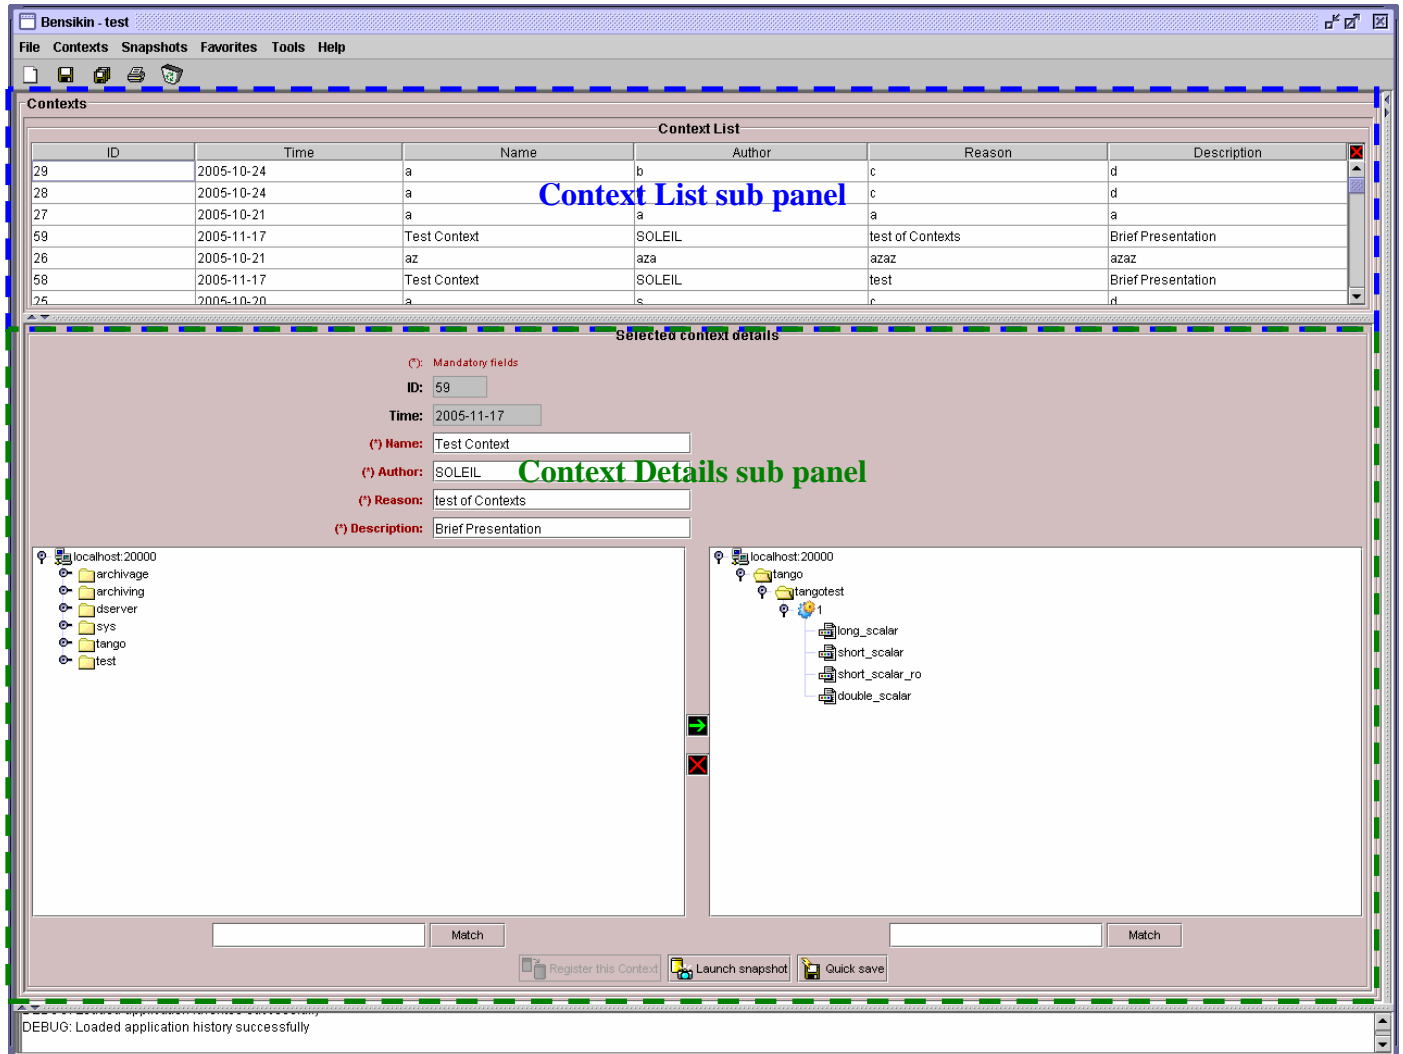 Bensikin - test
File Contexts Snapshots Favorites Tools Help
Contexts
Context List
ID Time Name Author Reason Description
29 2005-10-24 a b c d
28 2005-10-24 a c d
Context List sub panel
27 2005-10-21 a a a a
59 2005-11-17 Test Context SOLEIL test of Contexts Brief Presentation
26 2005-10-21 az aza azaz azaz
58 2005-11-17 Test Context SOLEIL test Brief Presentation
25 2005-10-20 a s c d
Selected context details
(*): Mandatory fields
ID: 59
Time: 2005-11-17
(*) Name: Test Context
(*) Author: SOLEIL
Context Details sub panel
(*) Reason: test of Contexts
(*) Description: Brief Presentation
localhost:20000
archivage
archiving
dserver
sys
tango
test
localhost:20000
tango
tangotest
1
long_scalar
short_scalar
short_scalar_ro
double_scalar
Match
Match
Register this Context Launch snapshot Quick save
DEBUG: Loaded application history successfully